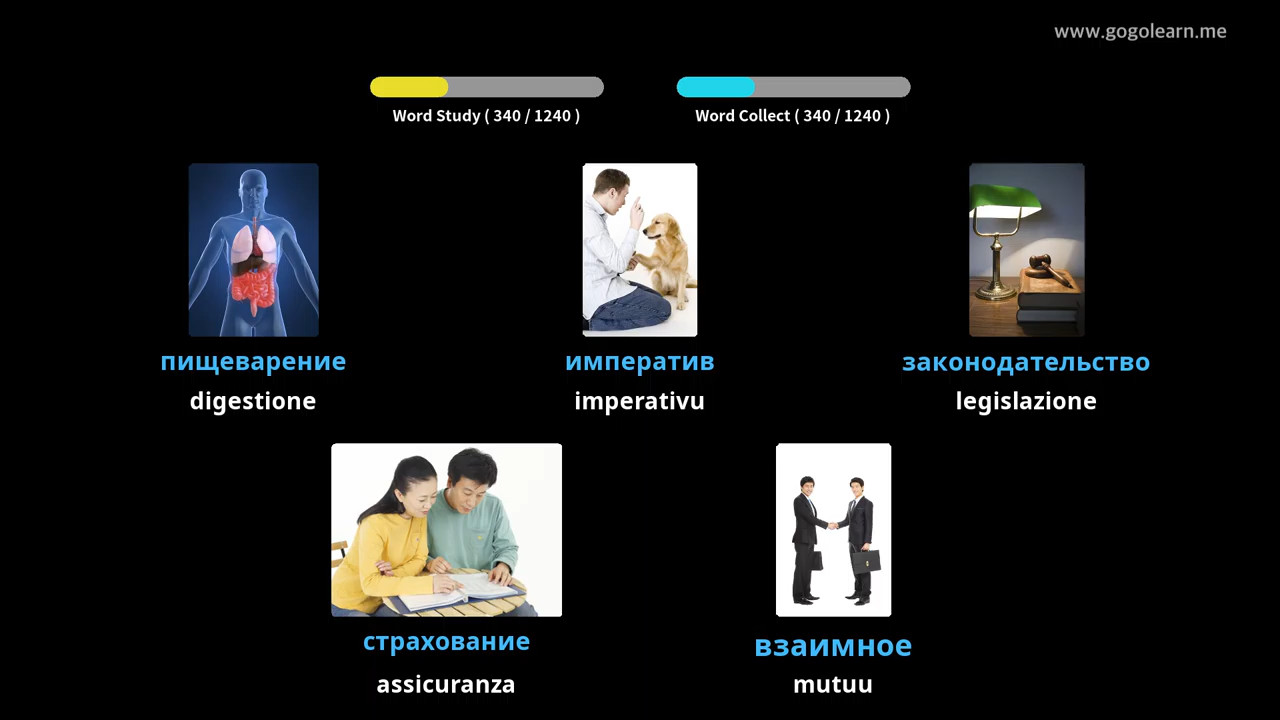 www.gogolearn.me
Word Study ( 340 / 1240 )
Word Collect ( 340 / 1240 )
пищеварение
digestione
императив
imperativu
законодательство
legislazione
страхование
assicuranza
взаимное
mutuu